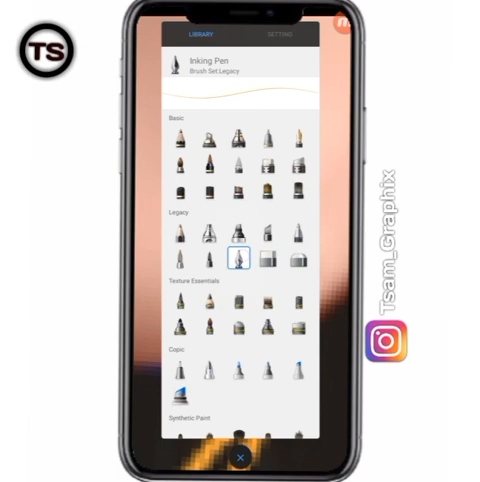 TS
LIBRARY
SETTING
Inking Pen
Brush Set:Legacy
Basic
Legacy
Texture Essentials
Copic
Synthetic Paint
Tsam_Graphix